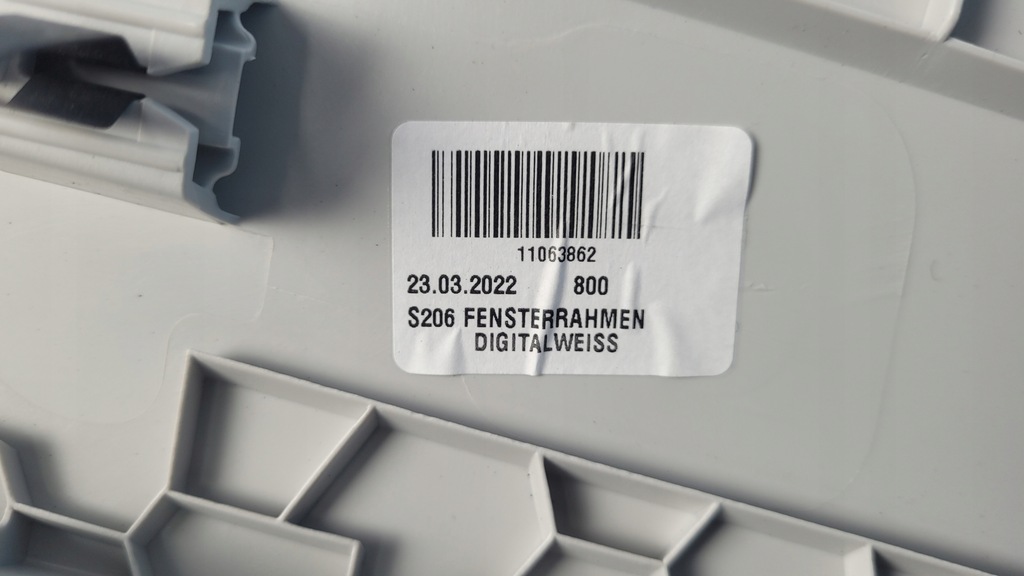 11063862
23.03.2022 800
S206 FENSTERRAHMEN
DIGITALWEISS